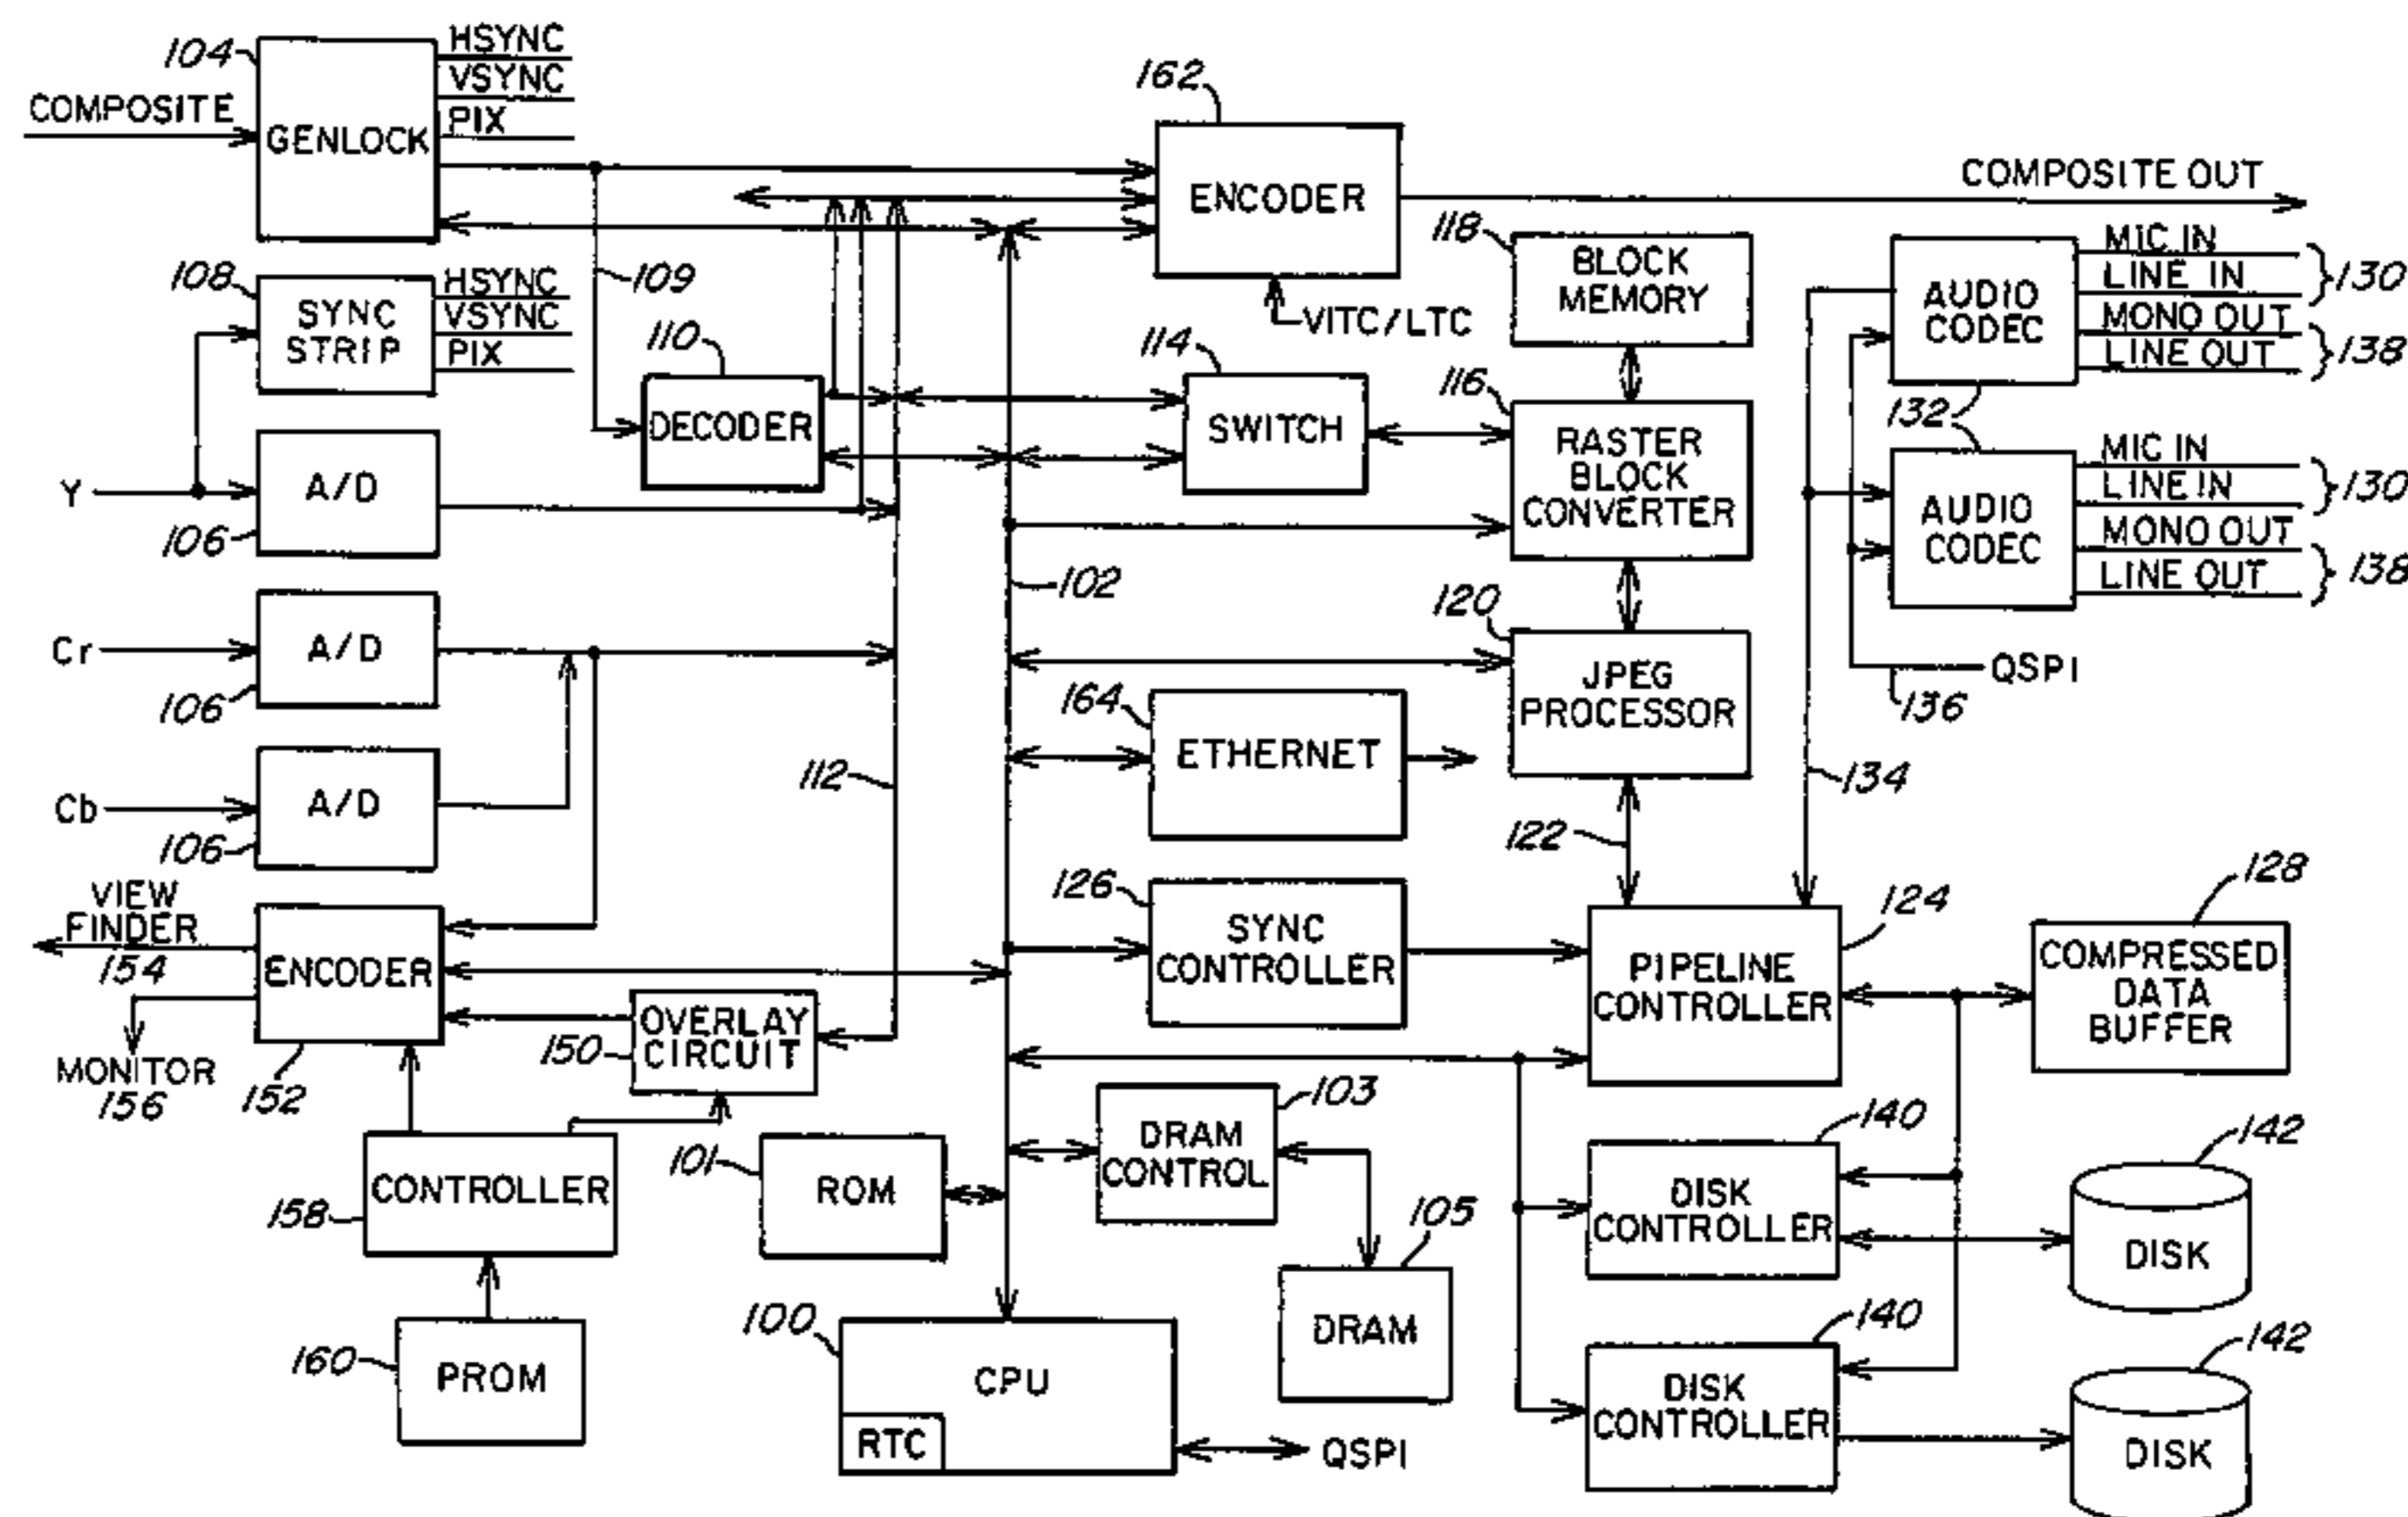 104
HSYNC
VSYNC
PIX
COMPOSITE
GENLOCK
162
ENCODER
COMPOSITE OUT
VITC/LTC
108
SYNC
STRIP
HSYNC
VSYNC
PIX
109
110
DECODER
114
SWITCH
118
BLOCK
MEMORY
116
RASTER
BLOCK
CONVERTER
AUDIO
CODEC
MIC IN
LINE IN
130
MONO OUT
LINE OUT
138
132
AUDIO
CODEC
MIC IN
LINE IN
130
MONO OUT
LINE OUT
138
QSPI
136
134
Y
A/D
106
Cr
A/D
106
Cb
A/D
106
102
112
120
JPEG
PROCESSOR
164
ETHERNET
122
VIEW
FINDER
154
ENCODER
MONITOR
156
152
OVERLAY
CIRCUIT
150
126
SYNC
CONTROLLER
124
PIPELINE
CONTROLLER
128
COMPRESSED
DATA
BUFFER
CONTROLLER
158
101
ROM
103
DRAM
CONTROL
105
DRAM
140
DISK
CONTROLLER
142
DISK
160
PROM
100
CPU
RTC
QSPI
140
DISK
CONTROLLER
142
DISK